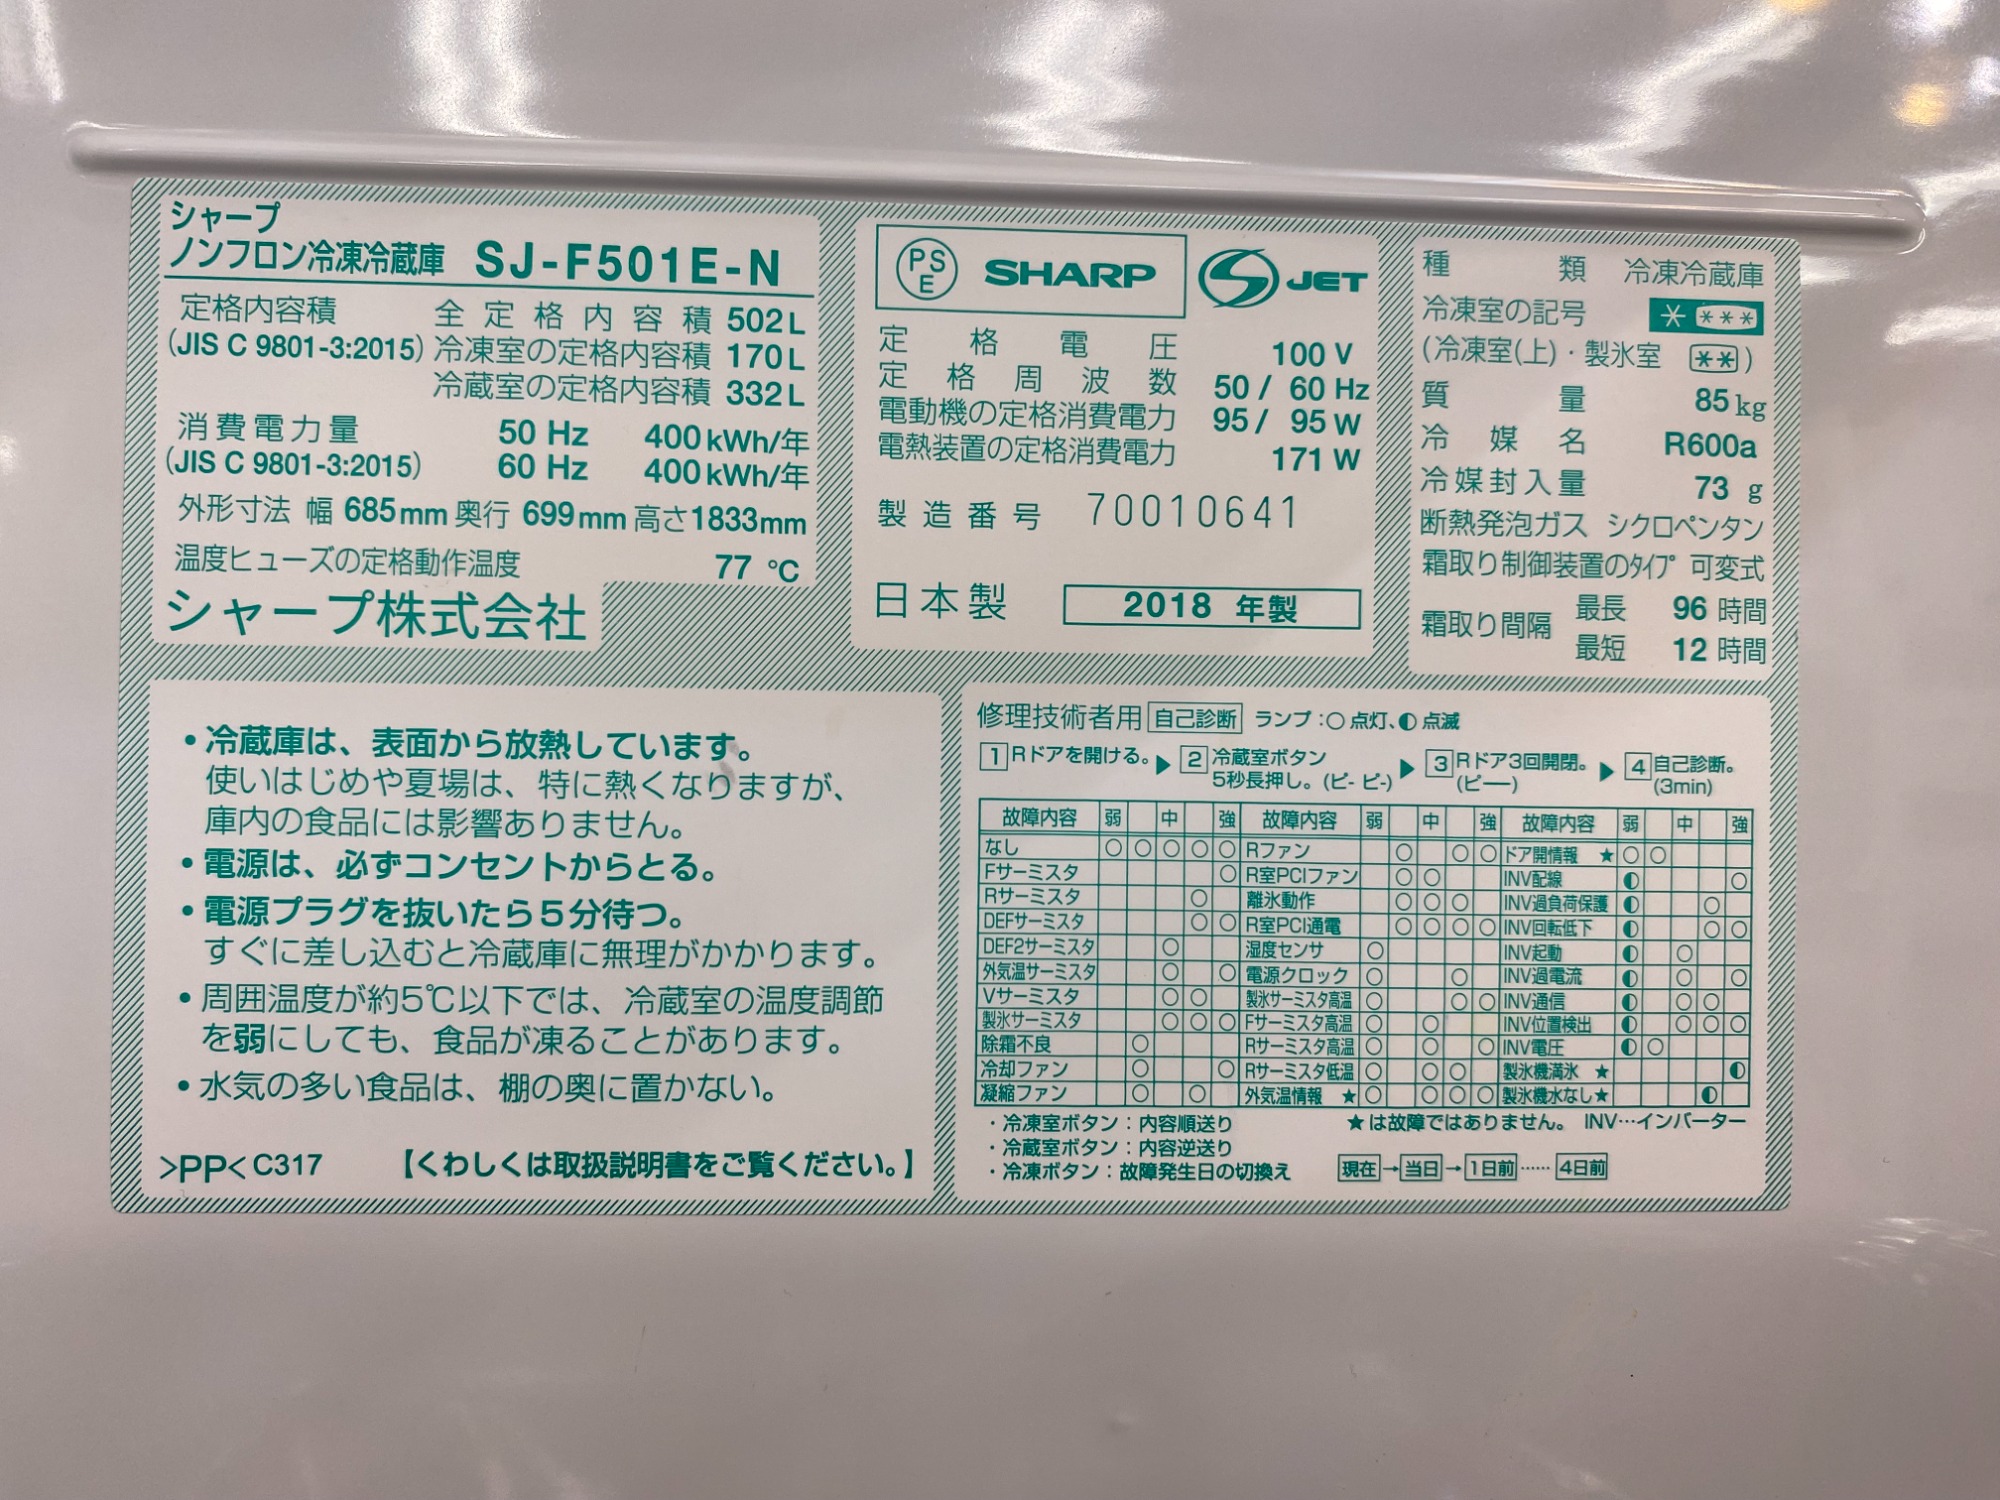 シャープ
ノンフロン冷凍冷蔵庫 SJ-F501E-N
定格内容積 全定格内容積 502L
(JIS C 9801-3:2015) 冷凍室の定格内容積 170L
冷蔵室の定格内容積 332L
消費電力量 50 Hz 400kWh/年
(JIS C 9801-3:2015) 60 Hz 400kWh/年
外形寸法 幅 685mm 奥行 699mm 高さ1833mm
温度ヒューズの定格動作温度 77 ℃
シャープ株式会社
PSE SHARP S JET
定格電圧 100 V
定格周波数 50 / 60 Hz
電動機の定格消費電力 95 / 95 W
電熱装置の定格消費電力 171 W
製造番号 70010641
日本製 2018 年製
種類 冷凍冷蔵庫
冷凍室の記号 * ***
(冷凍室(上)・製氷室 **)
質量 85kg
冷媒名 R600a
冷媒封入量 73 g
断熱発泡ガス シクロペンタン
霜取り制御装置のタイプ 可変式
霜取り間隔 最長 96 時間
最短 12 時間
・冷蔵庫は、表面から放熱しています。
使いはじめや夏場は、特に熱くなりますが、
庫内の食品には影響ありません。
・電源は、必ずコンセントからとる。
・電源プラグを抜いたら5分待つ。
すぐに差し込むと冷蔵庫に無理がかかります。
・周囲温度が約5℃以下では、冷蔵室の温度調節
を弱にしても、食品が凍ることがあります。
・水気の多い食品は、棚の奥に置かない。
>PP< C317 【くわしくは取扱説明書をご覧ください。】
修理技術者用 自己診断 ランプ:○点灯、◐点滅
1 Rドアを開ける。▶ 2 冷蔵室ボタン 5秒長押し。(ピ- ピ-) ▶ 3 Rドア3回開閉。(ピー) ▶ 4 自己診断。(3min)
故障内容 弱 中 強 故障内容 弱 中 強 故障内容 弱 中 強
なし ○ ○ ○ ○ ○ Rファン ○ ○ ○ ドア開情報 ★ ○ ○
Fサーミスタ ○ R室PCIファン ○ ○ INV配線 ◐ ○
Rサーミスタ ○ 離氷動作 ○ ○ ○ INV過負荷保護 ◐ ○
DEFサーミスタ ○ ○ R室PCI通電 ○ ○ ○ ○ INV回転低下 ◐ ○ ○
DEF2サーミスタ ○ 湿度センサ ○ INV起動 ◐ ○
外気温サーミスタ ○ ○ 電源クロック ○ ○ INV過電流 ◐ ○ ○
Vサーミスタ ○ ○ 製氷サーミスタ高温 ○ ○ ○ INV通信 ◐ ○ ○
製氷サーミスタ ○ ○ ○ Fサーミスタ高温 ○ ○ INV位置検出 ◐ ○ ○ ○
除霜不良 ○ Rサーミスタ高温 ○ ○ ○ INV電圧 ◐ ○
冷却ファン ○ ○ Rサーミスタ低温 ○ ○ ○ 製氷機満氷 ★ ◐
凝縮ファン ○ ○ 外気温情報 ★ ○ ○ ○ ○ 製氷機水なし★ ◐
・冷凍室ボタン:内容順送り ★は故障ではありません。 INV…インバーター
・冷蔵室ボタン:内容逆送り
・冷凍ボタン:故障発生日の切換え 現在→当日→1日前……4日前